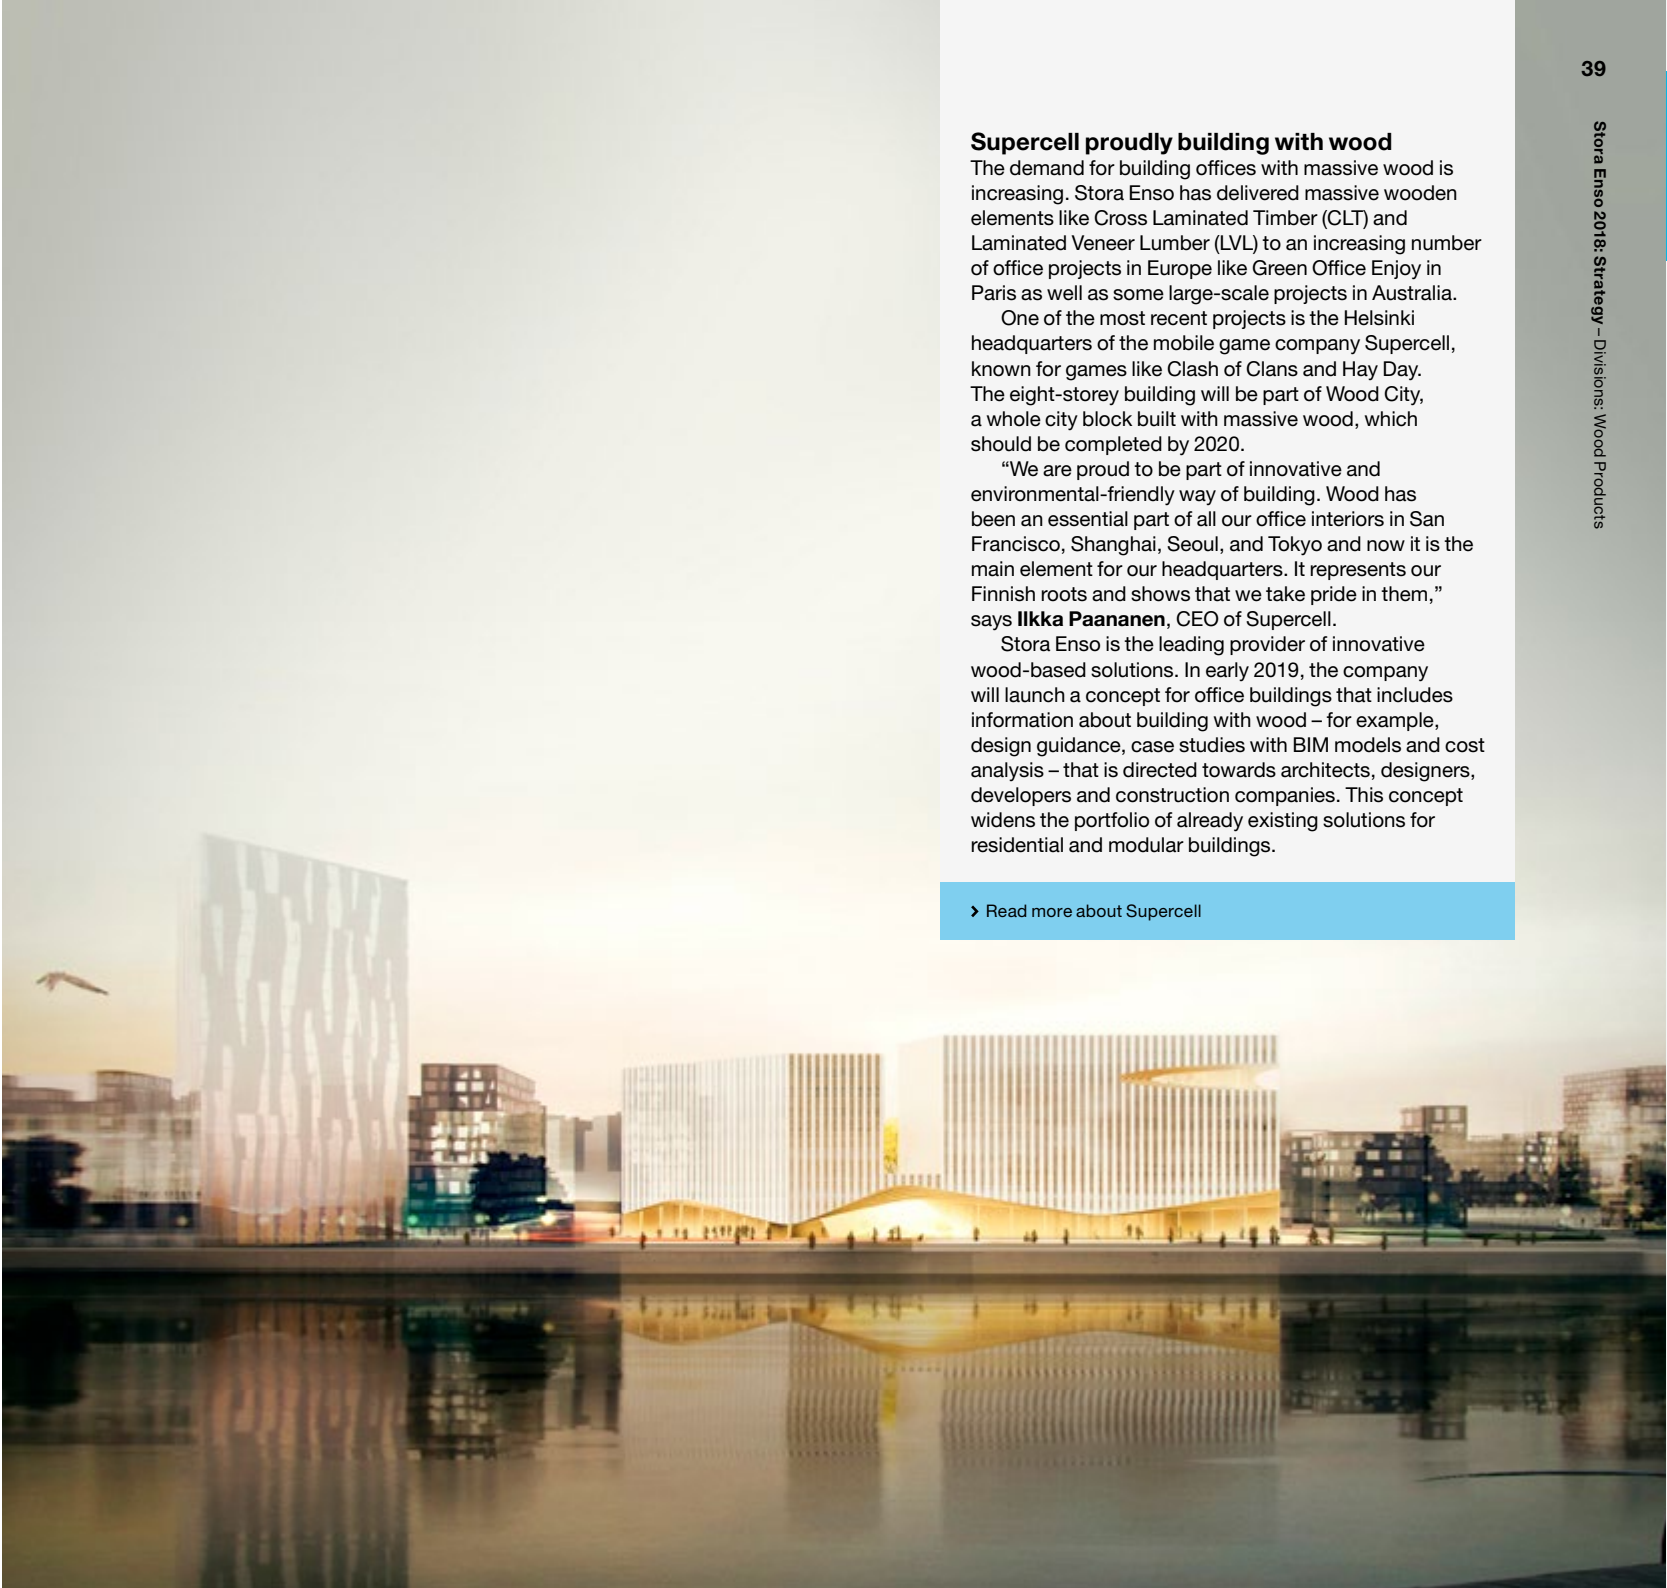 39
Stora Enso 2018: Strategy – Divisions: Wood Products
Supercell proudly building with wood
The demand for building offices with massive wood is
increasing. Stora Enso has delivered massive wooden
elements like Cross Laminated Timber (CLT) and
Laminated Veneer Lumber (LVL) to an increasing number
of office projects in Europe like Green Office Enjoy in
Paris as well as some large-scale projects in Australia.
One of the most recent projects is the Helsinki
headquarters of the mobile game company Supercell,
known for games like Clash of Clans and Hay Day.
The eight-storey building will be part of Wood City,
a whole city block built with massive wood, which
should be completed by 2020.
“We are proud to be part of innovative and
environmental-friendly way of building. Wood has
been an essential part of all our office interiors in San
Francisco, Shanghai, Seoul, and Tokyo and now it is the
main element for our headquarters. It represents our
Finnish roots and shows that we take pride in them,”
says Ilkka Paananen, CEO of Supercell.
Stora Enso is the leading provider of innovative
wood-based solutions. In early 2019, the company
will launch a concept for office buildings that includes
information about building with wood – for example,
design guidance, case studies with BIM models and cost
analysis – that is directed towards architects, designers,
developers and construction companies. This concept
widens the portfolio of already existing solutions for
residential and modular buildings.
Read more about Supercell